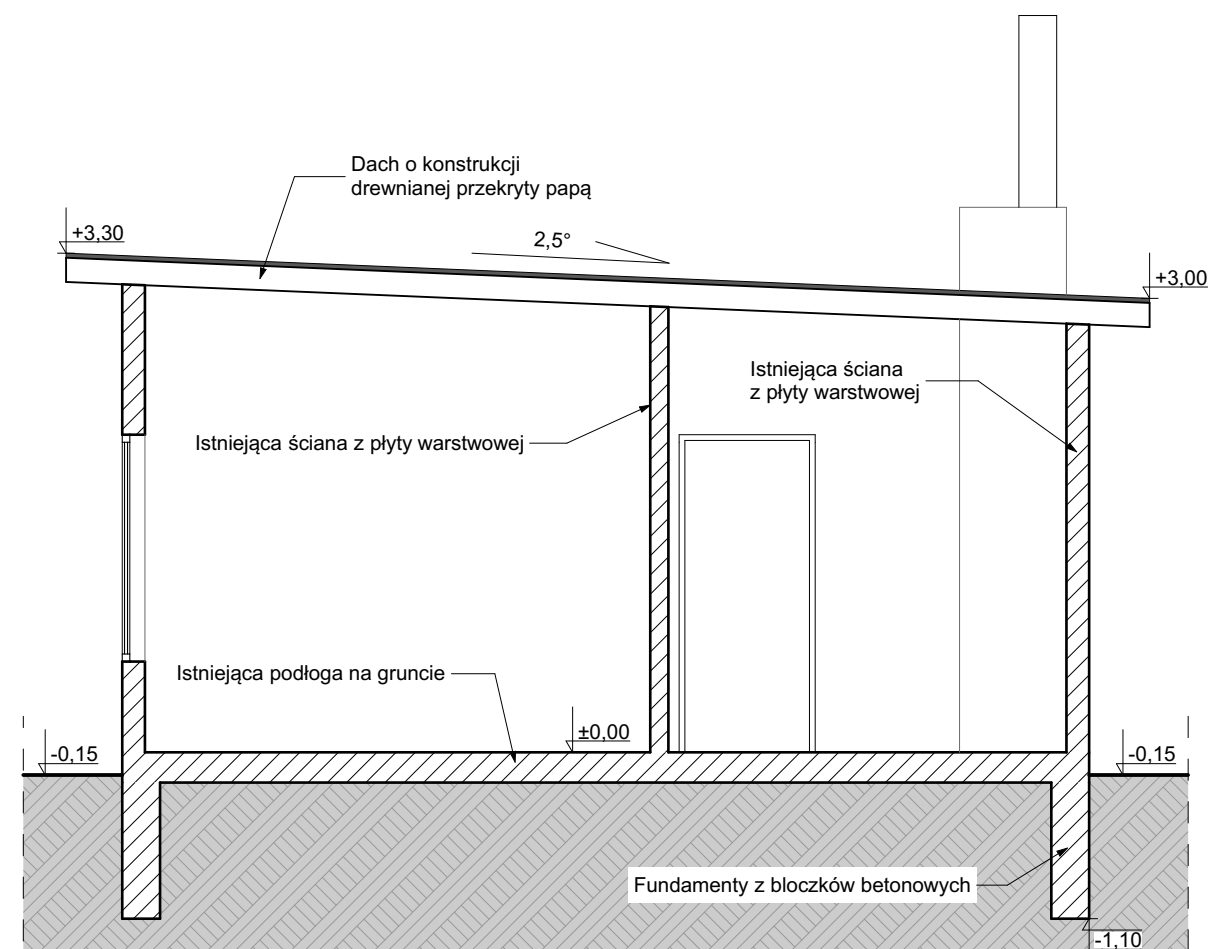 Dach o konstrukcji
drewnianej przekryty papą
+3,30
2,5°
+3,00
Istniejąca ściana
z płyty warstwowej
Istniejąca ściana z płyty warstwowej
Istniejąca podłoga na gruncie
±0,00
-0,15
-0,15
Fundamenty z bloczków betonowych
-1,10